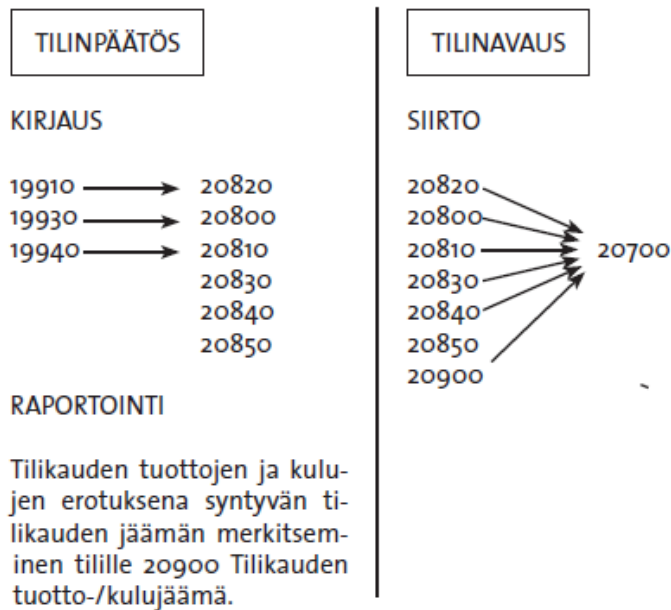 TILINPÄÄTÖS
KIRJAUS
19910 20820
19930 20800
19940 20810
20830
20840
20850
RAPORTOINTI
Tilikauden tuottojen ja kulu-
jen erotuksena syntyvän ti-
likauden jäämän merkitsem-
inen tilille 20900 Tilikauden
tuotto-/kulujäämä.
TILINAVAUS
SIIRTO
20820
20800
20810 20700
20830
20840
20850
20900